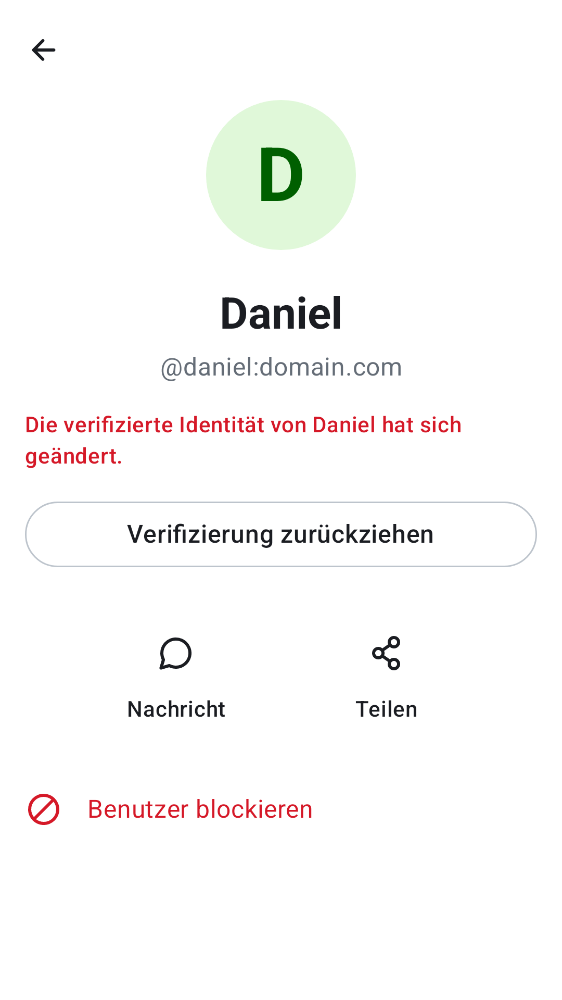 D
Daniel
@daniel:domain.com
Die verifizierte Identität von Daniel hat sich
geändert.
Verifizierung zurückziehen
Nachricht
Teilen
Benutzer blockieren